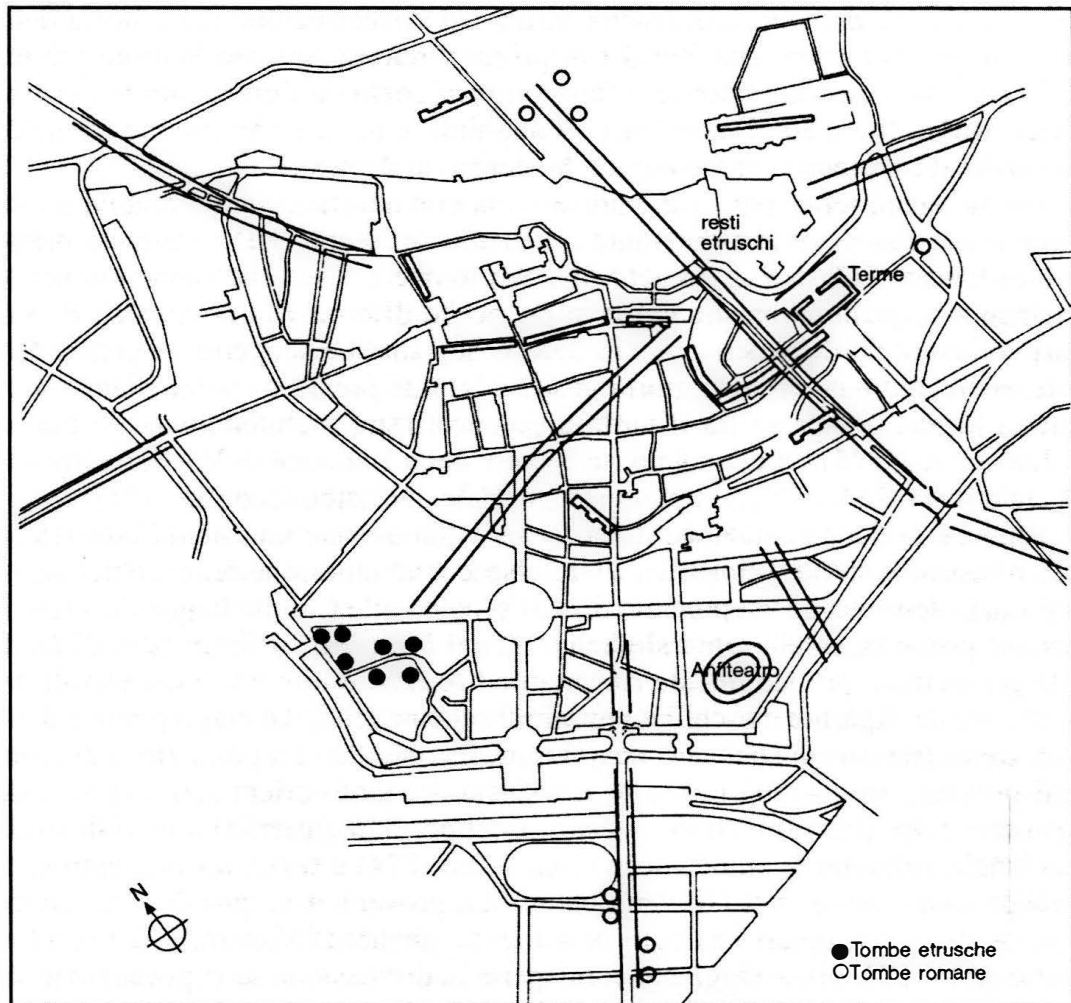 resti
etruschi
Terme
Anfiteatro
N
Tombe etrusche
Tombe romane